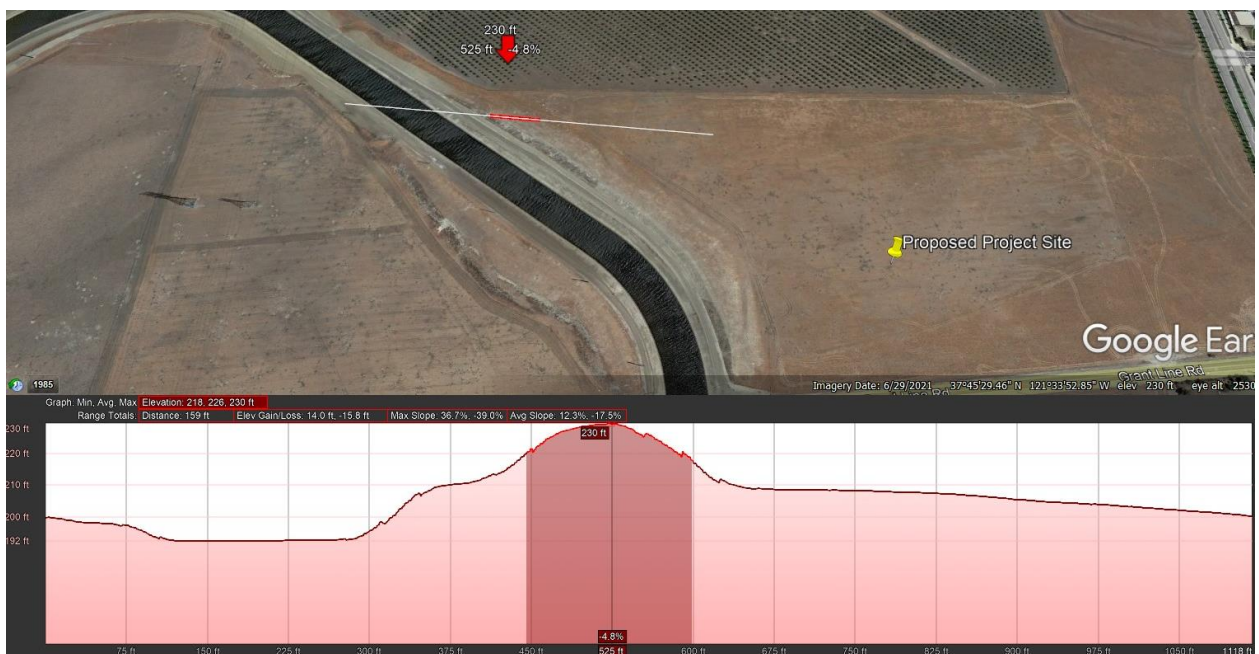 230 ft
525 ft -4.8%
Proposed Project Site
Google Ear
Grant Line Rd
1985
Imagery Date: 6/29/2021 37°45'29.46" N 121°33'52.85" W elev 230 ft eye alt 2530
Graph: Min, Avg, Max Elevation: 218, 226, 230 ft
Range Totals: Distance: 159 ft Elev Gain/Loss: 14.0 ft, -15.8 ft Max Slope: 36.7%, -39.0% Avg Slope: 12.3%, -17.5%
230 ft
230 ft
220 ft
210 ft
200 ft
192 ft
-4.8%
75 ft 150 ft 225 ft 300 ft 375 ft 450 ft 525 ft 600 ft 675 ft 750 ft 825 ft 900 ft 975 ft 1050 ft 1118 ft